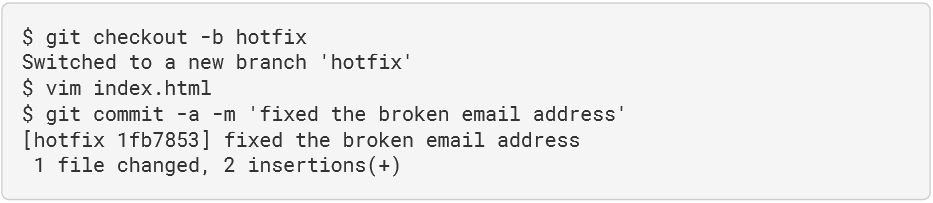 $ git checkout -b hotfix
Switched to a new branch 'hotfix'
$ vim index.html
$ git commit -a -m 'fixed the broken email address'
[hotfix 1fb7853] fixed the broken email address
 1 file changed, 2 insertions(+)